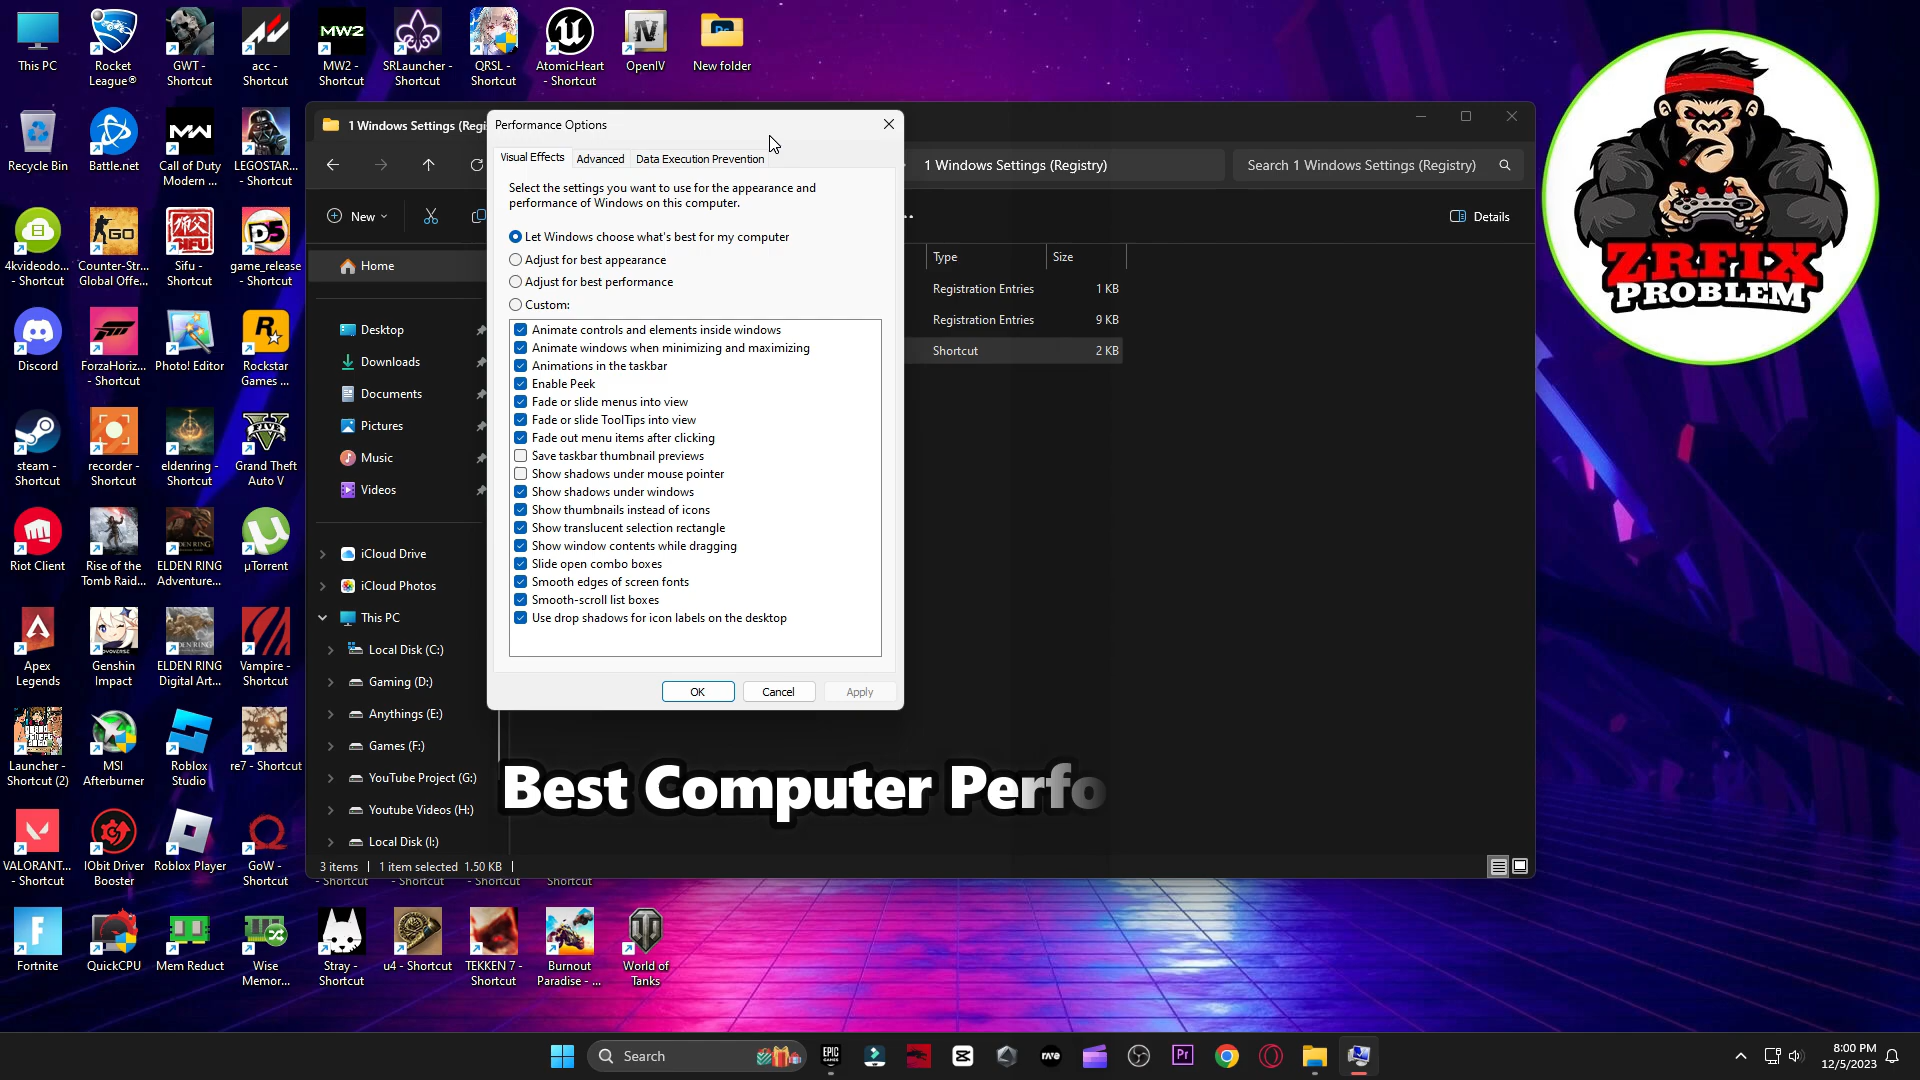 This PC
Rocket
League®
GWT -
Shortcut
acc -
Shortcut
MW2
MW2 -
Shortcut
SRLauncher -
Shortcut
QRSL -
Shortcut
AtomicHeart
- Shortcut
OpenIV
New folder
Recycle Bin
Battle.net
Call of Duty
Modern ...
LEGOSTAR...
- Shortcut
4kvideodo...
- Shortcut
Counter-Str...
Global Offe...
Sifu -
Shortcut
game_release
- Shortcut
Discord
ForzaHoriz...
- Shortcut
Photo! Editor
Rockstar
Games ...
steam -
Shortcut
recorder -
Shortcut
eldenring -
Shortcut
Grand Theft
Auto V
Riot Client
Rise of the
Tomb Raid...
ELDEN RING
Adventure...
µTorrent
Apex
Legends
Genshin
Impact
ELDEN RING
Digital Art...
Vampire -
Shortcut
Launcher -
Shortcut (2)
MSI
Afterburner
Roblox
Studio
re7 - Shortcut
VALORANT...
- Shortcut
IObit Driver
Booster
Roblox Player
GoW -
Shortcut
- Shortcut
- Shortcut
Shortcut
Shortcut
Fortnite
QuickCPU
Mem Reduct
Wise
Memor...
Stray -
Shortcut
u4 - Shortcut
TEKKEN 7 -
Shortcut
Burnout
Paradise - ...
World of
Tanks
1 Windows Settings (Regi
1 Windows Settings (Registry)
Search 1 Windows Settings (Registry)
New
Details
Home
Desktop
Downloads
Documents
Pictures
Music
Videos
iCloud Drive
iCloud Photos
This PC
Local Disk (C:)
Gaming (D:)
Anythings (E:)
Games (F:)
YouTube Project (G:)
Youtube Videos (H:)
Local Disk (I:)
Type
Size
Registration Entries
1 KB
Registration Entries
9 KB
Shortcut
2 KB
3 items
1 item selected 1.50 KB
Performance Options
Visual Effects
Advanced
Data Execution Prevention
Select the settings you want to use for the appearance and
performance of Windows on this computer.
Let Windows choose what's best for my computer
Adjust for best appearance
Adjust for best performance
Custom:
Animate controls and elements inside windows
Animate windows when minimizing and maximizing
Animations in the taskbar
Enable Peek
Fade or slide menus into view
Fade or slide ToolTips into view
Fade out menu items after clicking
Save taskbar thumbnail previews
Show shadows under mouse pointer
Show shadows under windows
Show thumbnails instead of icons
Show translucent selection rectangle
Show window contents while dragging
Slide open combo boxes
Smooth edges of screen fonts
Smooth-scroll list boxes
Use drop shadows for icon labels on the desktop
OK
Cancel
Apply
Best Computer Perfo
ZRFIX
PROBLEM
Search
8:00 PM
12/5/2023